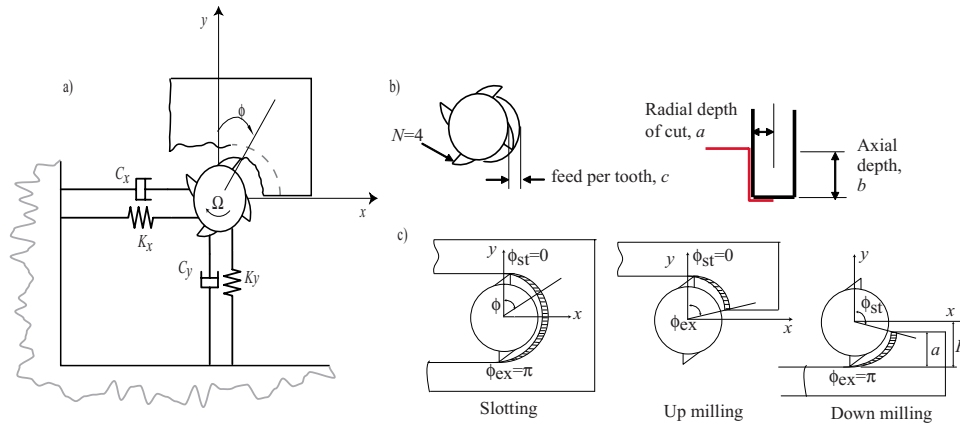 y
a)
ϕ
C_x
Ω
x
K_x
C_y
K_y
b)
N=4
feed per tooth, c
Radial depth
of cut, a
Axial
depth,
b
c)
y
ϕst=0
ϕ
x
ϕex=π
Slotting
y
ϕst=0
ϕex
x
Up milling
y
ϕst
x
a
ϕex=π
Down milling